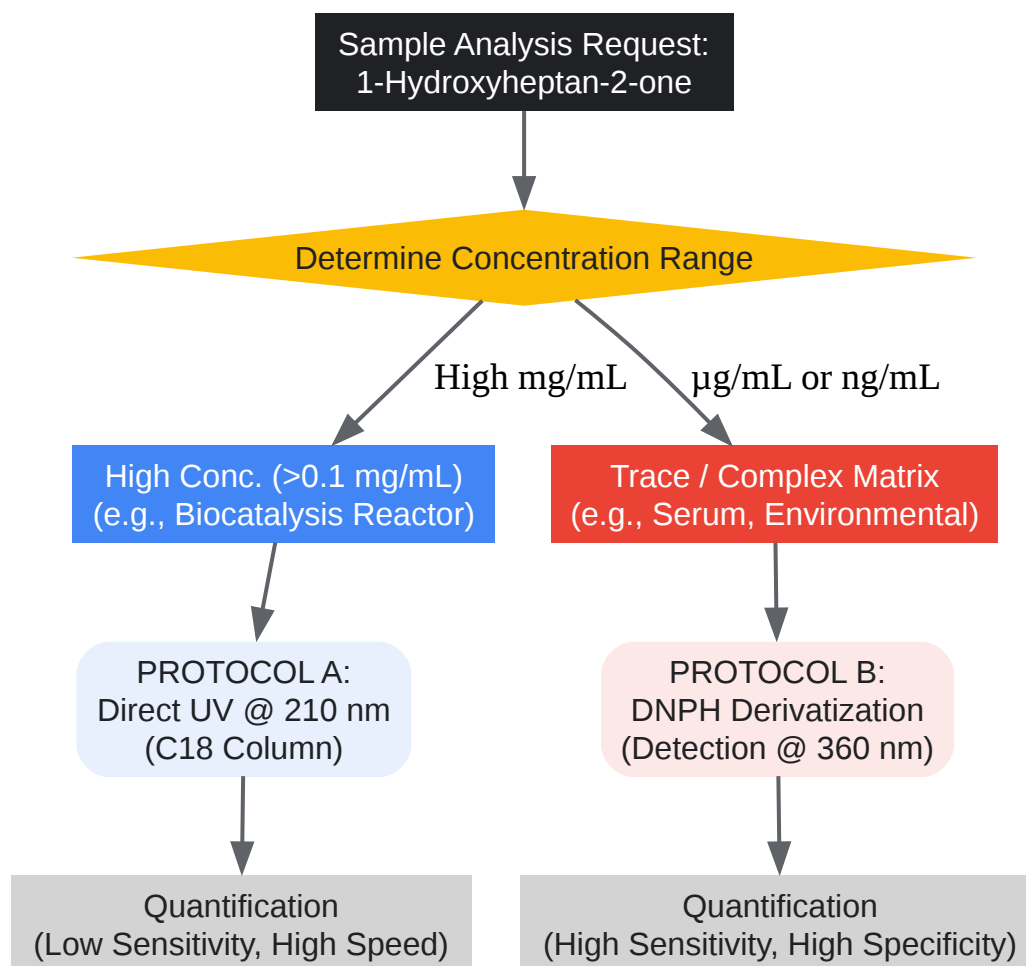 Sample Analysis Request:
1-Hydroxyheptan-2-one
Determine Concentration Range
High mg/mL
µg/mL or ng/mL
High Conc. (>0.1 mg/mL)
(e.g., Biocatalysis Reactor)
Trace / Complex Matrix
(e.g., Serum, Environmental)
PROTOCOL A:
Direct UV @ 210 nm
(C18 Column)
PROTOCOL B:
DNPH Derivatization
(Detection @ 360 nm)
Quantification
(Low Sensitivity, High Speed)
Quantification
(High Sensitivity, High Specificity)